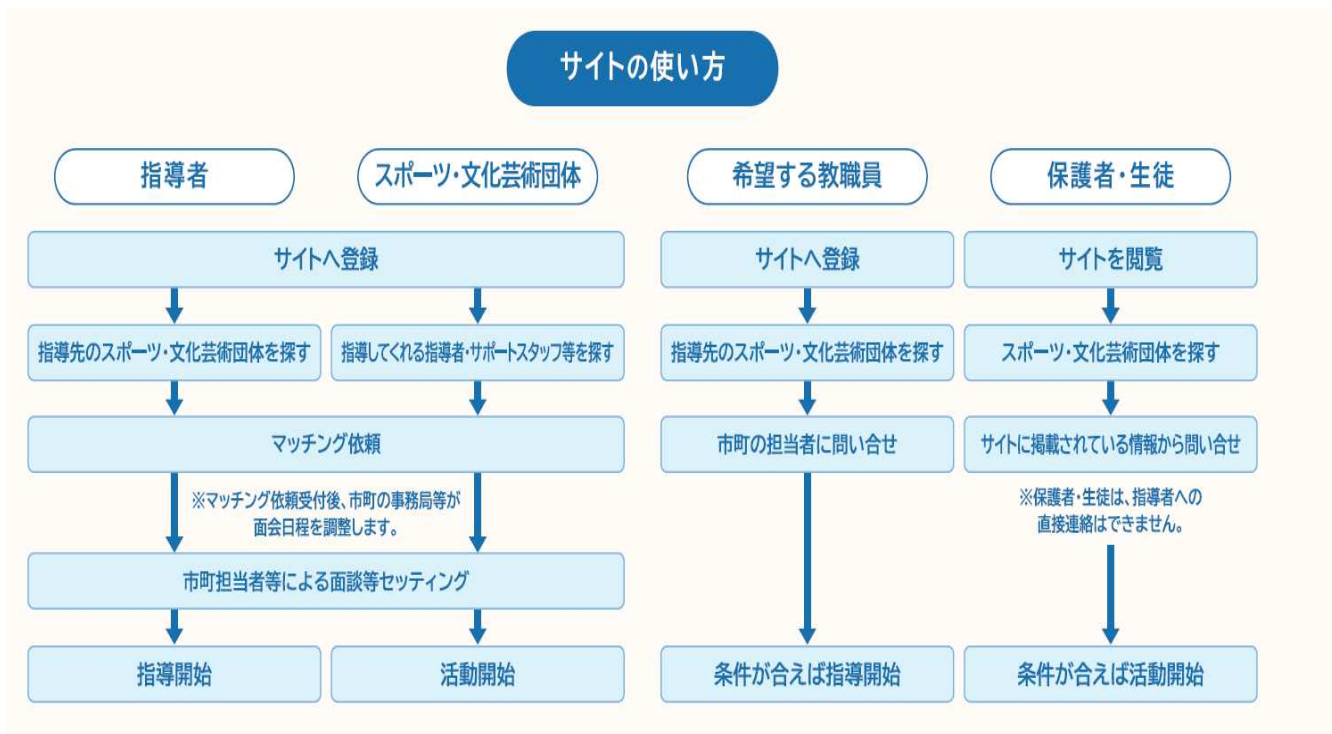 サイトの使い方
指導者
スポーツ・文化芸術団体
希望する教職員
保護者・生徒
サイトへ登録
サイトへ登録
サイトを閲覧
指導先のスポーツ・文化芸術団体を探す
指導してくれる指導者・サポートスタッフ等を探す
指導先のスポーツ・文化芸術団体を探す
スポーツ・文化芸術団体を探す
マッチング依頼
市町の担当者に問い合せ
サイトに掲載されている情報から問い合せ
※マッチング依頼受付後、市町の事務局等が
面会日程を調整します。
※保護者・生徒は、指導者への
直接連絡はできません。
市町担当者等による面談等セッティング
指導開始
活動開始
条件が合えば指導開始
条件が合えば活動開始